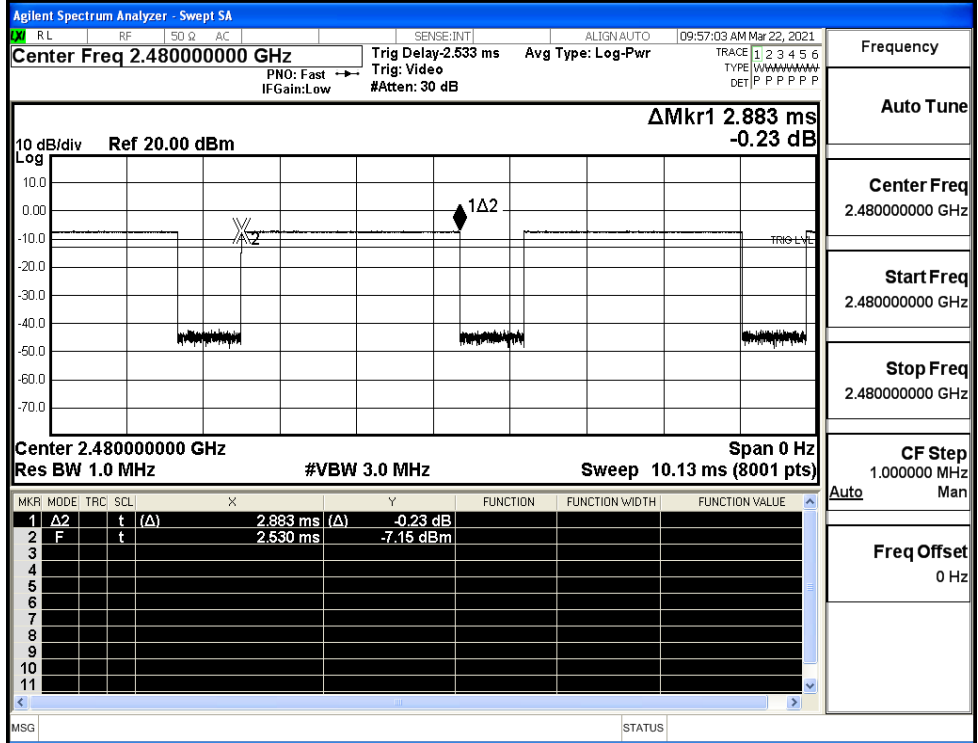 Agilent Spectrum Analyzer - Swept SA
LXI RL RF 50 Ω AC SENSE:INT ALIGN AUTO 09:57:03 AM Mar 22, 2021
Center Freq 2.480000000 GHz
PNO: Fast
IFGain:Low
Trig Delay-2.533 ms
Trig: Video
#Atten: 30 dB
Avg Type: Log-Pwr
TRACE 1 2 3 4 5 6
TYPE WWWWWW
DET P P P P P P
ΔMkr1 2.883 ms
-0.23 dB
10 dB/div Ref 20.00 dBm
Log
10.0
0.00
-10.0
-20.0
-30.0
-40.0
-50.0
-60.0
-70.0
1Δ2
2
TRIG LVL
Center 2.480000000 GHz Span 0 Hz
Res BW 1.0 MHz #VBW 3.0 MHz Sweep 10.13 ms (8001 pts)
MKR MODE TRC SCL X Y FUNCTION FUNCTION WIDTH FUNCTION VALUE
1 Δ2 t (Δ) 2.883 ms (Δ) -0.23 dB
2 F t 2.530 ms -7.15 dBm
3
4
5
6
7
8
9
10
11
MSG STATUS
Frequency
Auto Tune
Center Freq
2.480000000 GHz
Start Freq
2.480000000 GHz
Stop Freq
2.480000000 GHz
CF Step
1.000000 MHz
Auto Man
Freq Offset
0 Hz